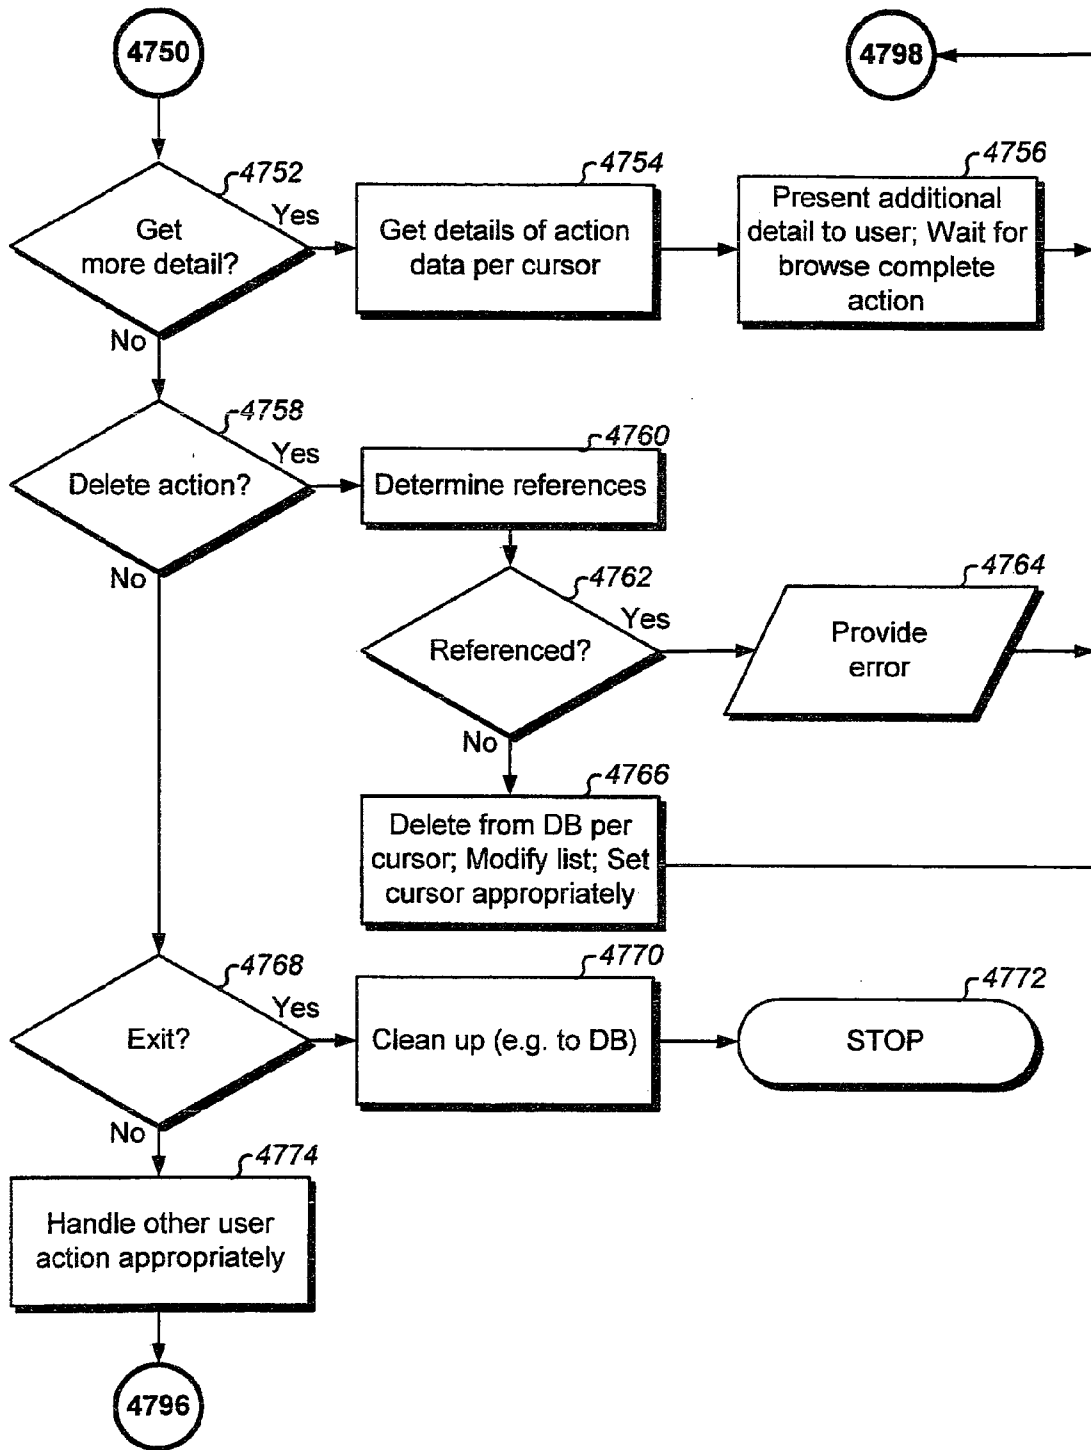 4750
4798
4752
Yes
Get
more detail?
No
4754
Get details of action
data per cursor
4756
Present additional
detail to user; Wait for
browse complete
action
4758
Yes
Delete action?
No
4760
Determine references
4762
Yes
Referenced?
No
4764
Provide
error
4766
Delete from DB per
cursor; Modify list; Set
cursor appropriately
4768
Yes
Exit?
No
4770
Clean up (e.g. to DB)
4772
STOP
4774
Handle other user
action appropriately
4796